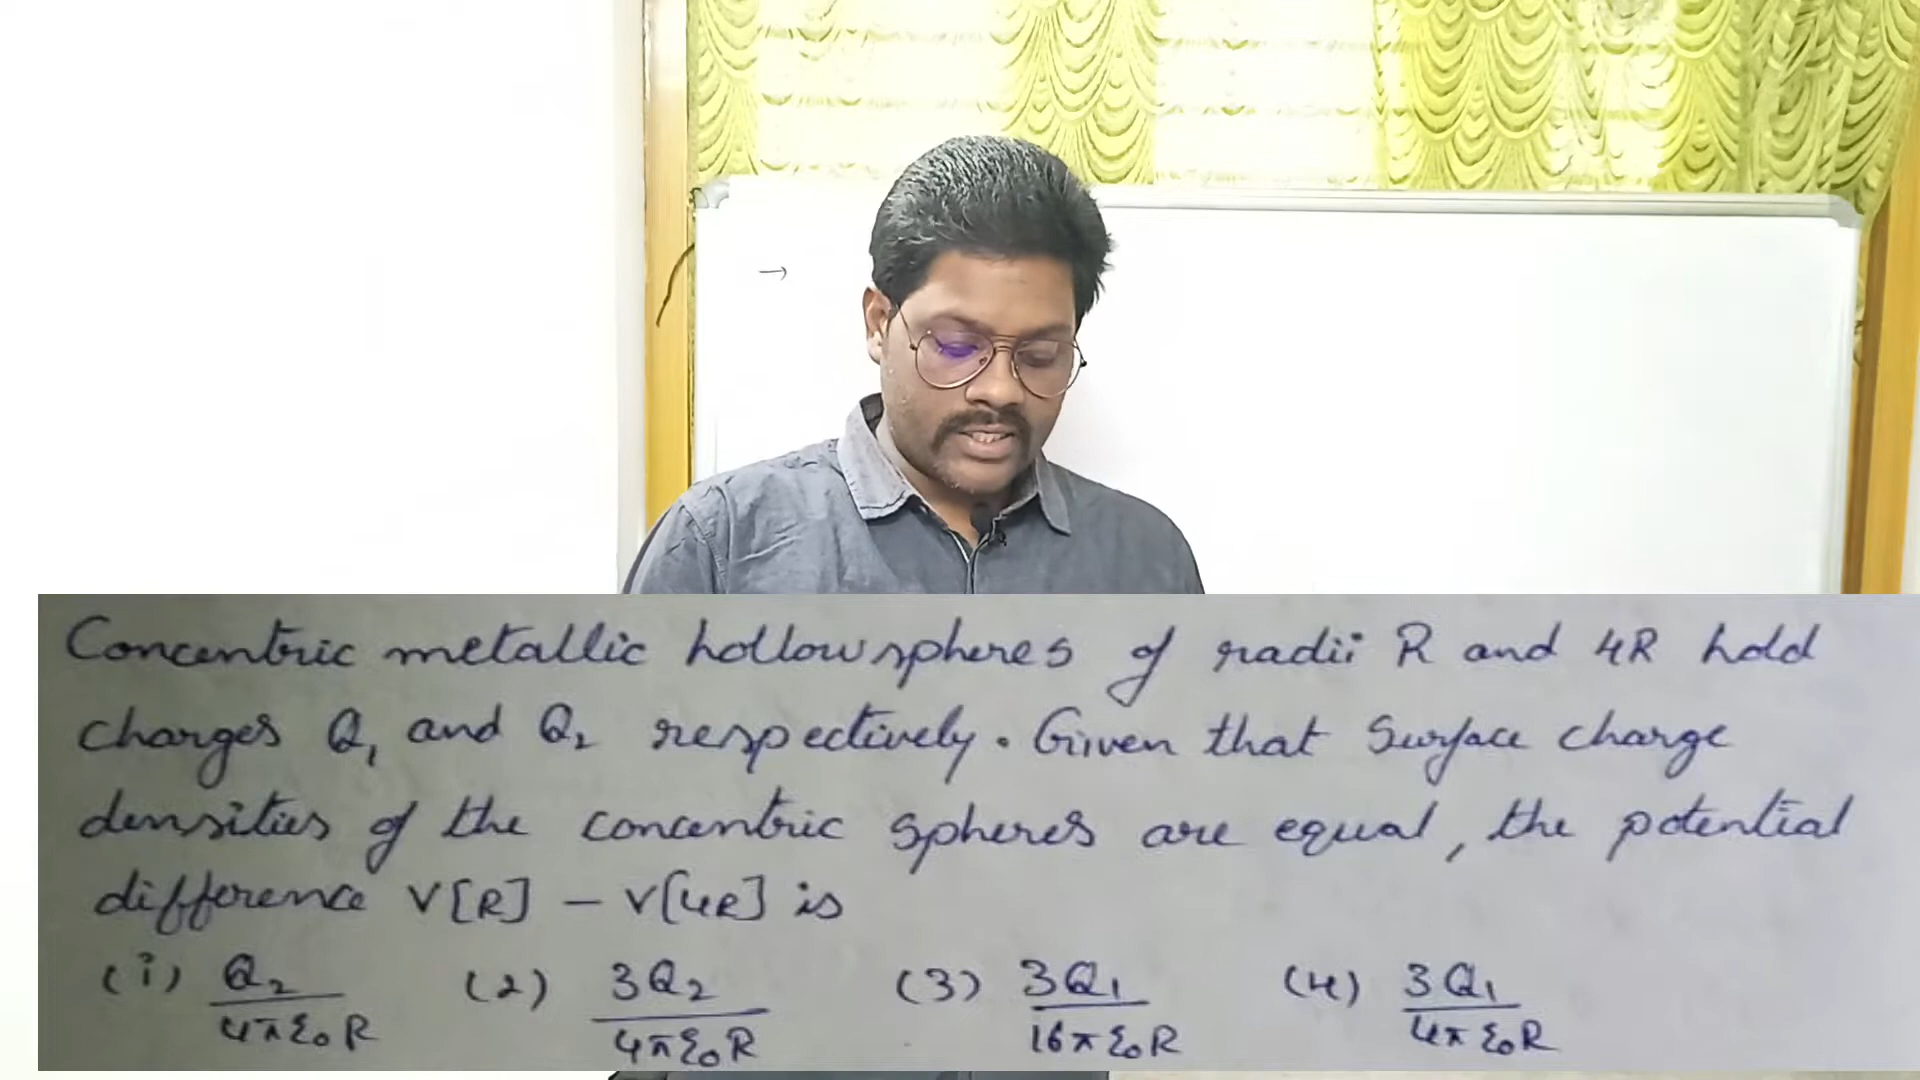 →
Concentric metallic hollow spheres of radii R and 4R hold
charges Q₁ and Q₂ respectively. Given that Surface charge
densities of the concentric spheres are equal, the potential
difference V[R] - V[4R] is
(i) Q₂/4πε₀R (2) 3Q₂/4πε₀R (3) 3Q₁/16πε₀R (4) 3Q₁/4πε₀R